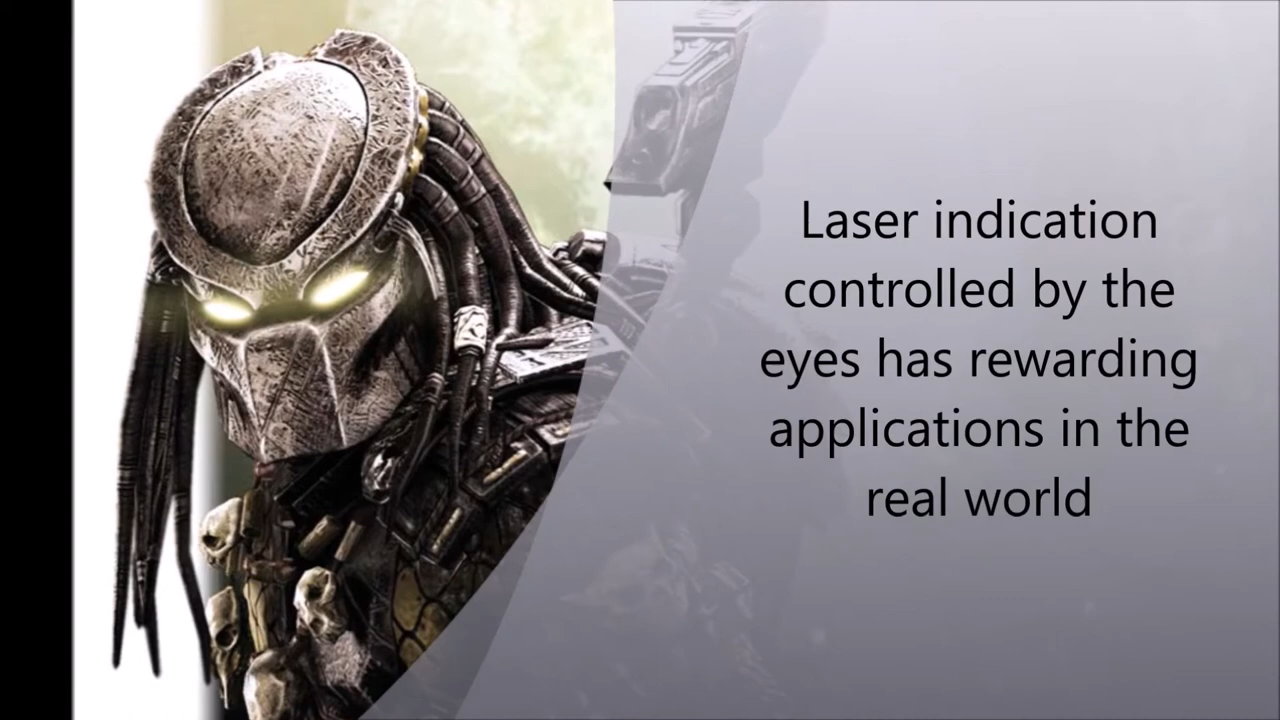 Laser indication
controlled by the
eyes has rewarding
applications in the
real world